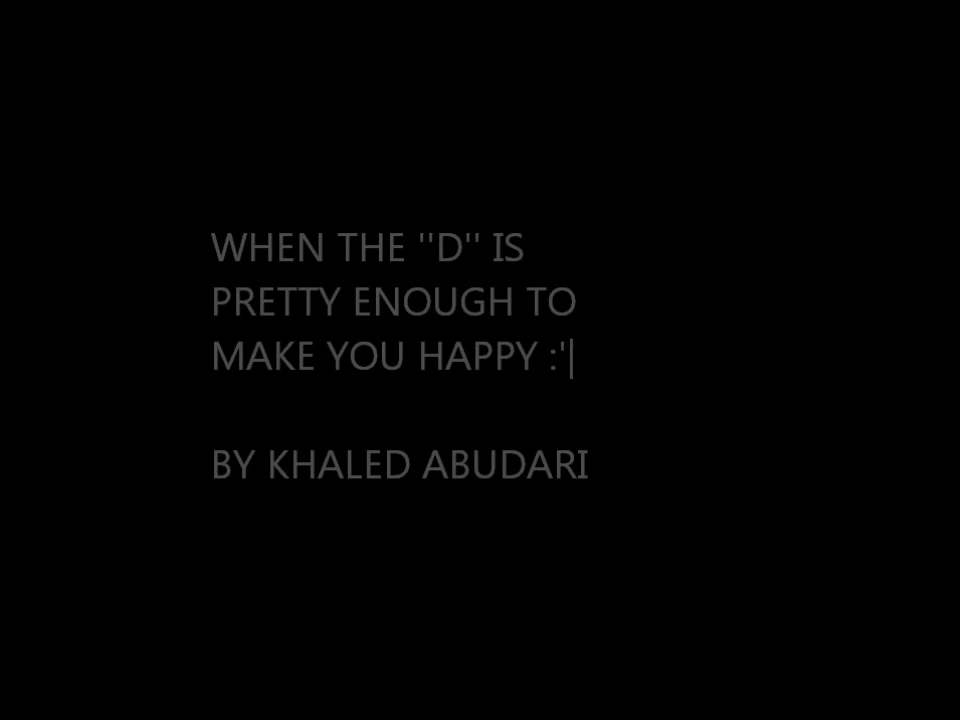 WHEN THE ''D'' IS
PRETTY ENOUGH TO
MAKE YOU HAPPY :'|
BY KHALED ABUDARI